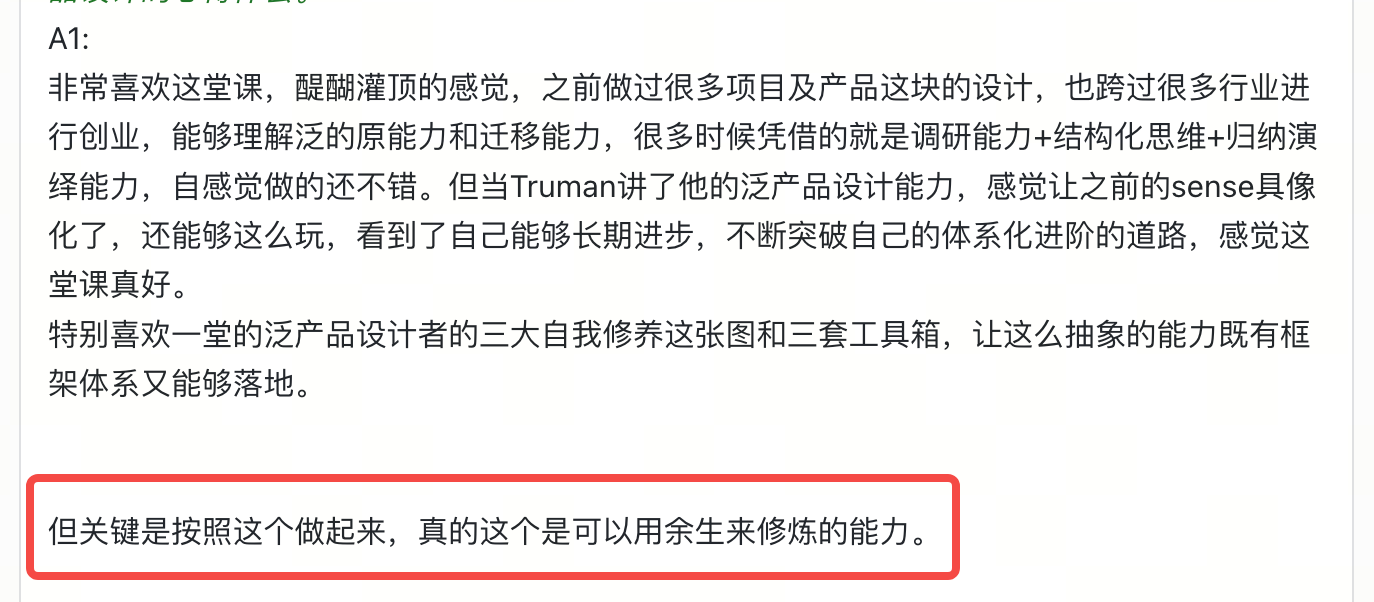 A1:
非常喜欢这堂课，醍醐灌顶的感觉，之前做过很多项目及产品这块的设计，也跨过很多行业进
行创业，能够理解泛的原能力和迁移能力，很多时候凭借的就是调研能力+结构化思维+归纳演
绎能力，自感觉做的还不错。但当Truman讲了他的泛产品设计能力，感觉让之前的sense具像
化了，还能够这么玩，看到了自己能够长期进步，不断突破自己的体系化进阶的道路，感觉这
堂课真好。
特别喜欢一堂的泛产品设计者的三大自我修养这张图和三套工具箱，让这么抽象的能力既有框
架体系又能够落地。
但关键是按照这个做起来，真的这个是可以用余生来修炼的能力。